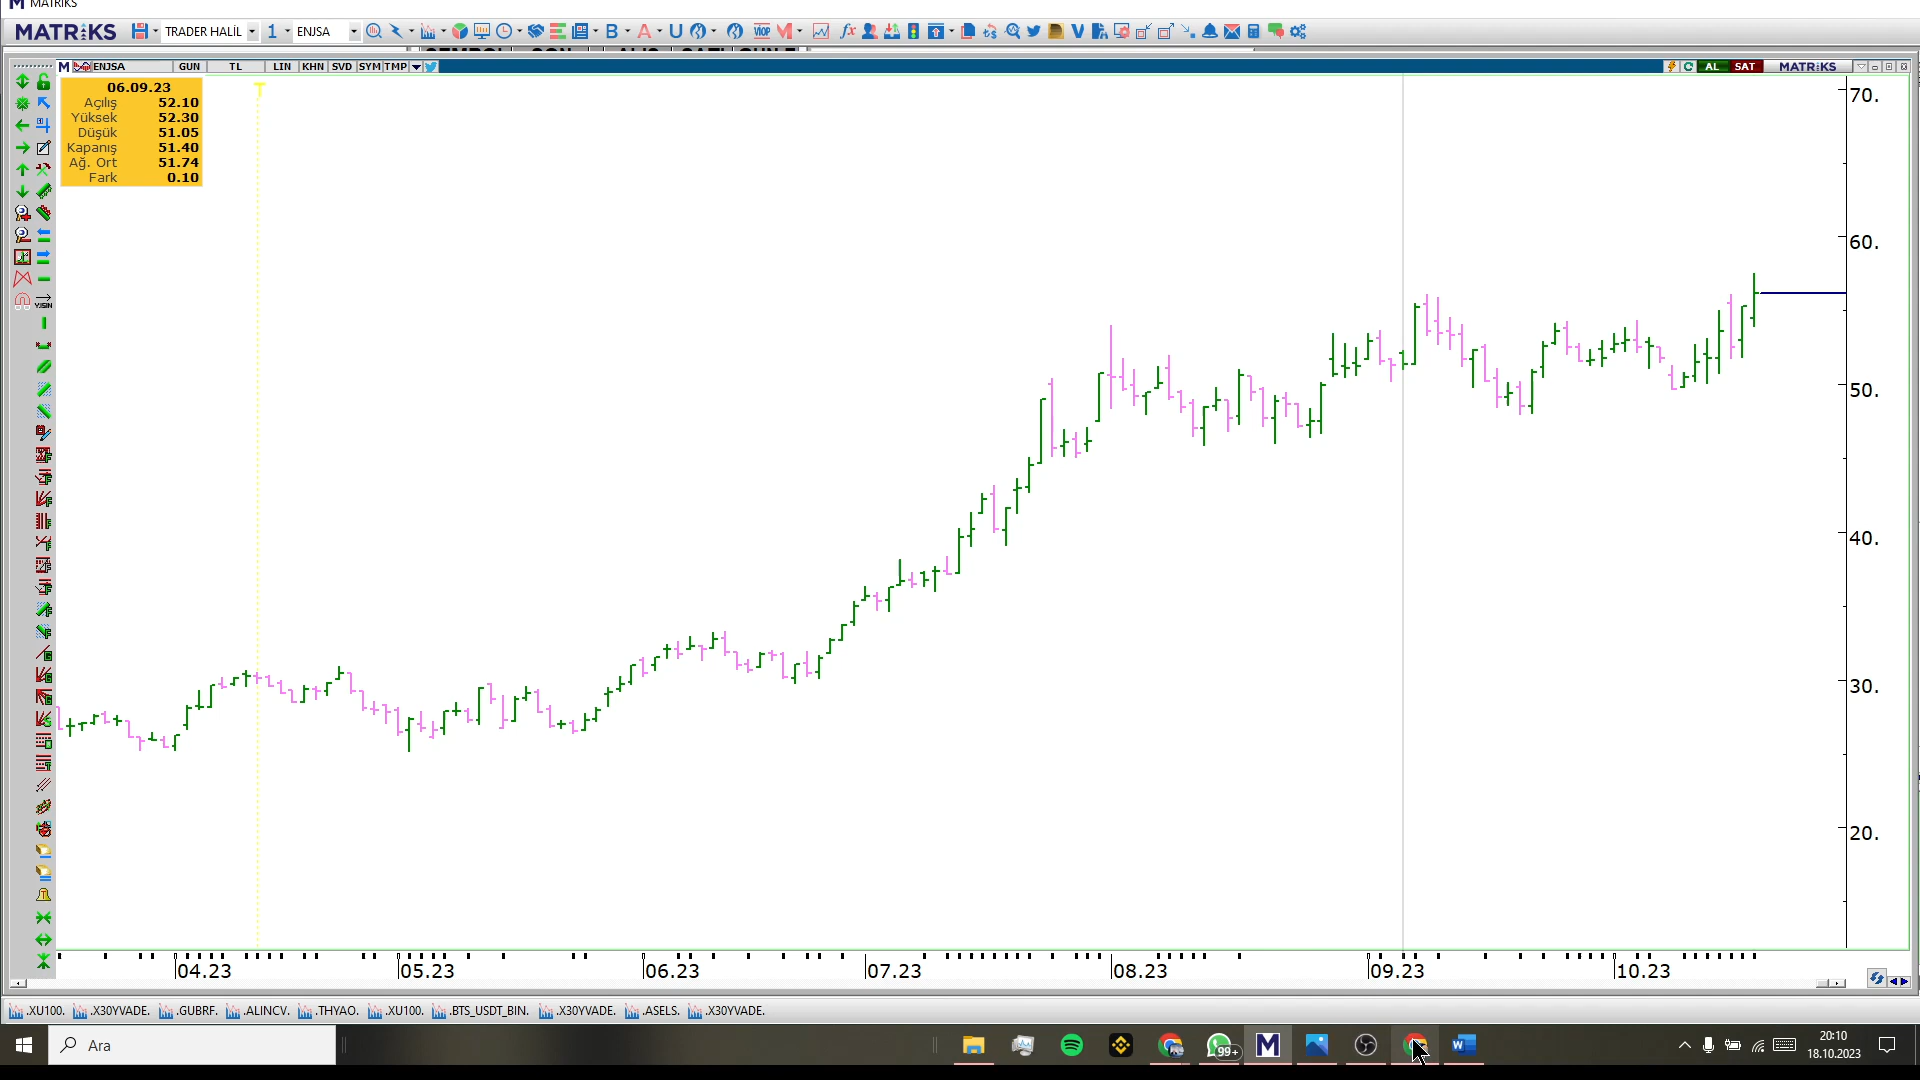 MATRIKS
MATRIKS TRADER HALİL 1 ENJSA B A U VIOP M fx V
M ENJSA GUN TL LIN KHN SVD SYM TMP AL SAT MATRIKS
06.09.23
Açılış 52.10
Yüksek 52.30
Düşük 51.05
Kapanış 51.40
Ağ. Ort 51.74
Fark 0.10
T
70.
60.
50.
40.
30.
20.
04.23 05.23 06.23 07.23 08.23 09.23 10.23
.XU100. .X30YVADE. .GUBRF. .ALINCV. .THYAO. .XU100. .BTS_USDT_BIN. .X30YVADE. .ASELS. .X30YVADE.
Ara 99+ M W 20:10
18.10.2023